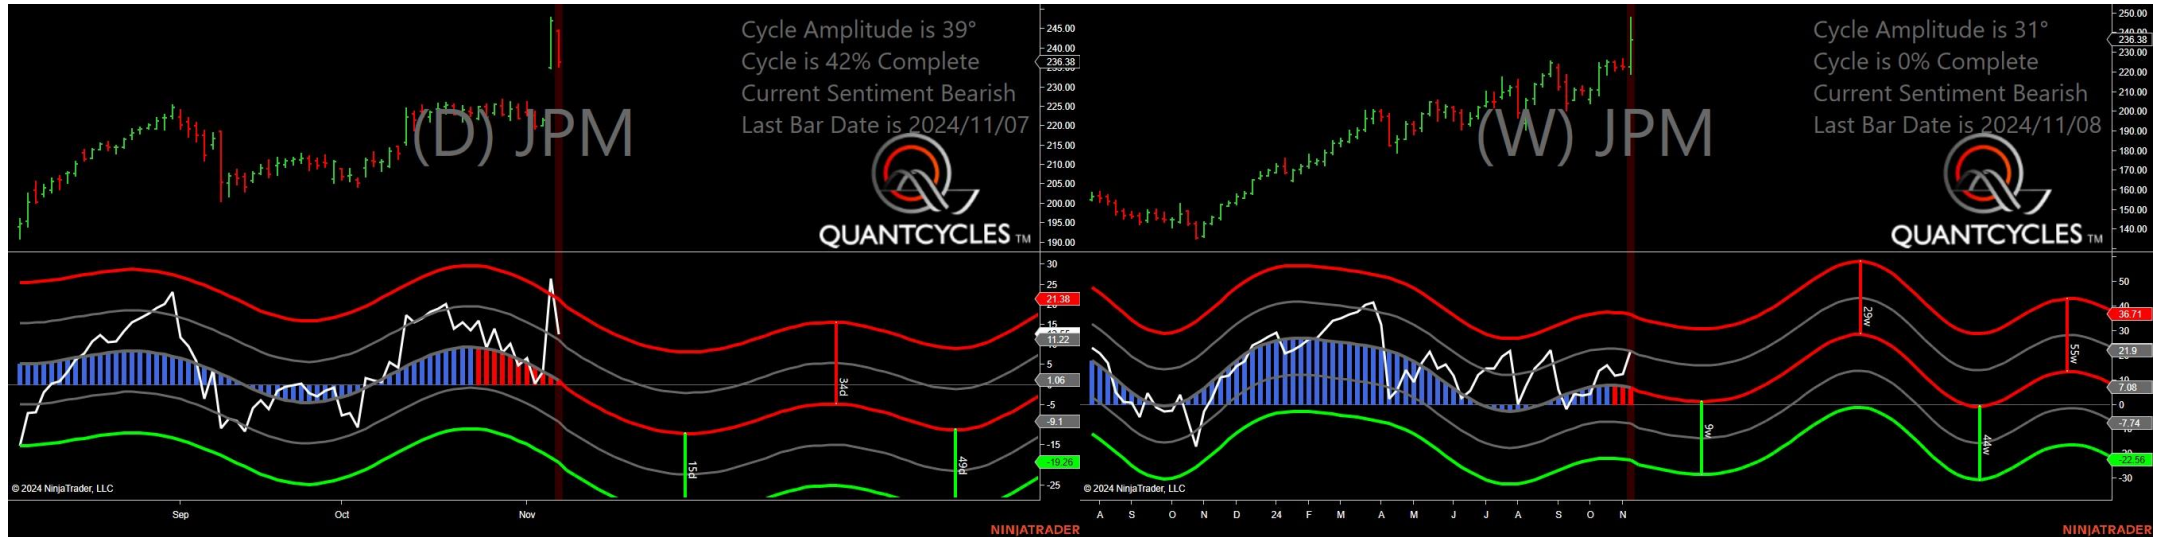 Cycle Amplitude is 39°
Cycle is 42% Complete
Current Sentiment Bearish
Last Bar Date is 2024/11/07
(D) JPM
QUANTCYCLES TM
245.00
240.00
236.38
230.00
225.00
220.00
215.00
210.00
205.00
200.00
195.00
190.00
30
25
21.38
15
11.22
5
1.06
-5
-9.1
-15
-19.26
-25
34d
15d
49d
© 2024 NinjaTrader, LLC
Sep Oct Nov
NINJATRADER
Cycle Amplitude is 31°
Cycle is 0% Complete
Current Sentiment Bearish
Last Bar Date is 2024/11/08
(W) JPM
QUANTCYCLES TM
250.00
236.38
230.00
220.00
210.00
200.00
190.00
180.00
170.00
160.00
150.00
140.00
50
40
36.71
30
21.9
7.08
0
-7.74
-22.56
-30
29w
55w
9w
44w
© 2024 NinjaTrader, LLC
A S O N D 24 F M A M J J A S O N
NINJATRADER